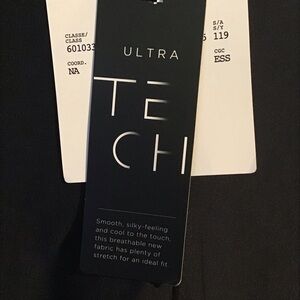 CLASSE/
CLASS
601033
COORD.
NA
S/A
S/Y
119
CGC
ESS
ULTRA
TE
CH
Smooth, silky-feeling
and cool to the touch,
this breathable new
fabric has plenty of
stretch for an ideal fit